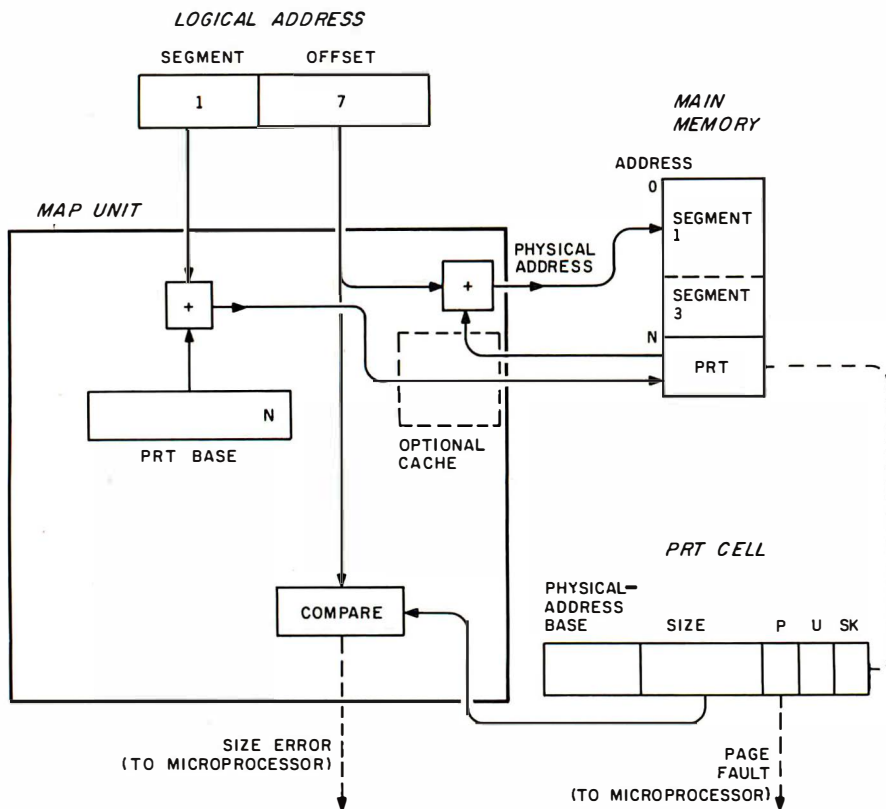 LOGICAL ADDRESS
SEGMENT OFFSET
1 7
MAIN
MEMORY
ADDRESS
0
MAP UNIT
SEGMENT
1
PHYSICAL
ADDRESS
+
+
SEGMENT
3
N
PRT
N
PRT BASE
OPTIONAL
CACHE
PRT CELL
COMPARE
PHYSICAL-
ADDRESS
BASE SIZE P U SK
SIZE ERROR
(TO MICROPROCESSOR)
PAGE
FAULT
(TO MICROPROCESSOR)